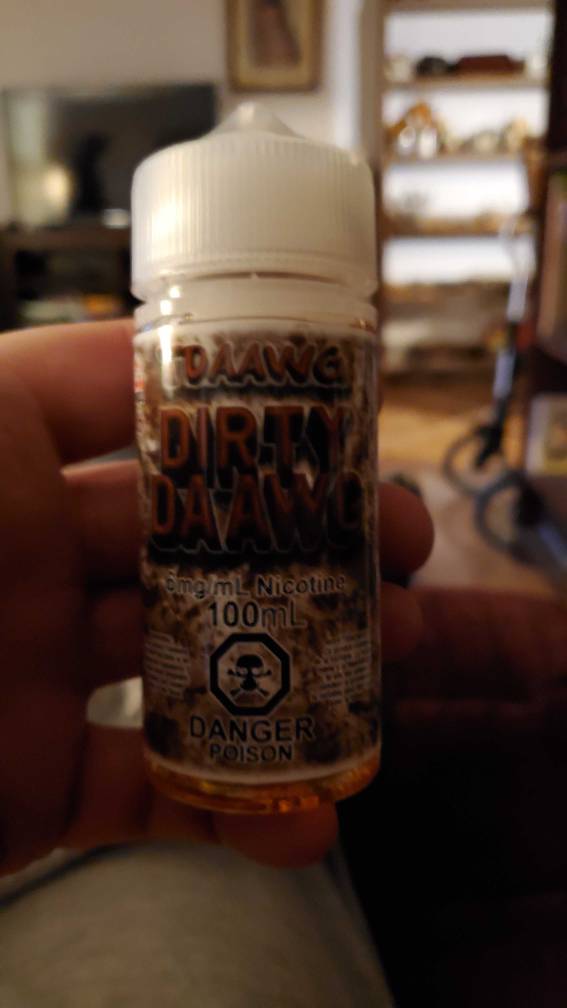 DAAWG
DIRTY
DAAWG
6mg/mL Nicotine
100mL
DANGER
POISON